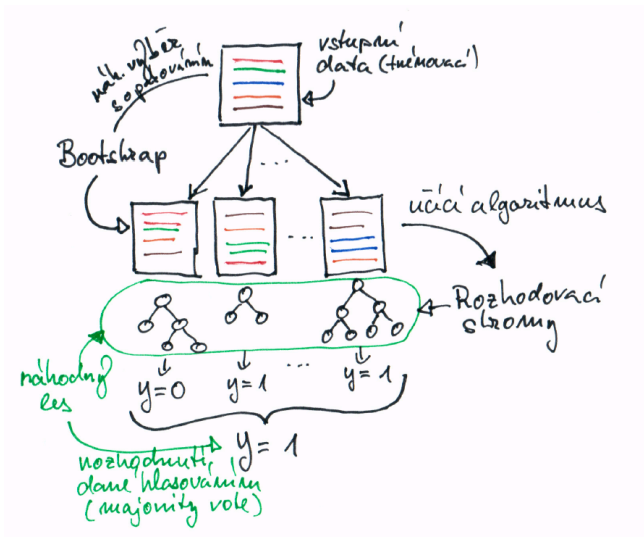 náh. výběr
s opakováním
vstupní
data (trénovací)
Bootstrap
...
učící algoritmus
...
Rozhodovací
stromy
náhodný
les
y=0
y=1
...
y=1
y = 1
rozhodnutí,
dané hlasováním
(majority vote)